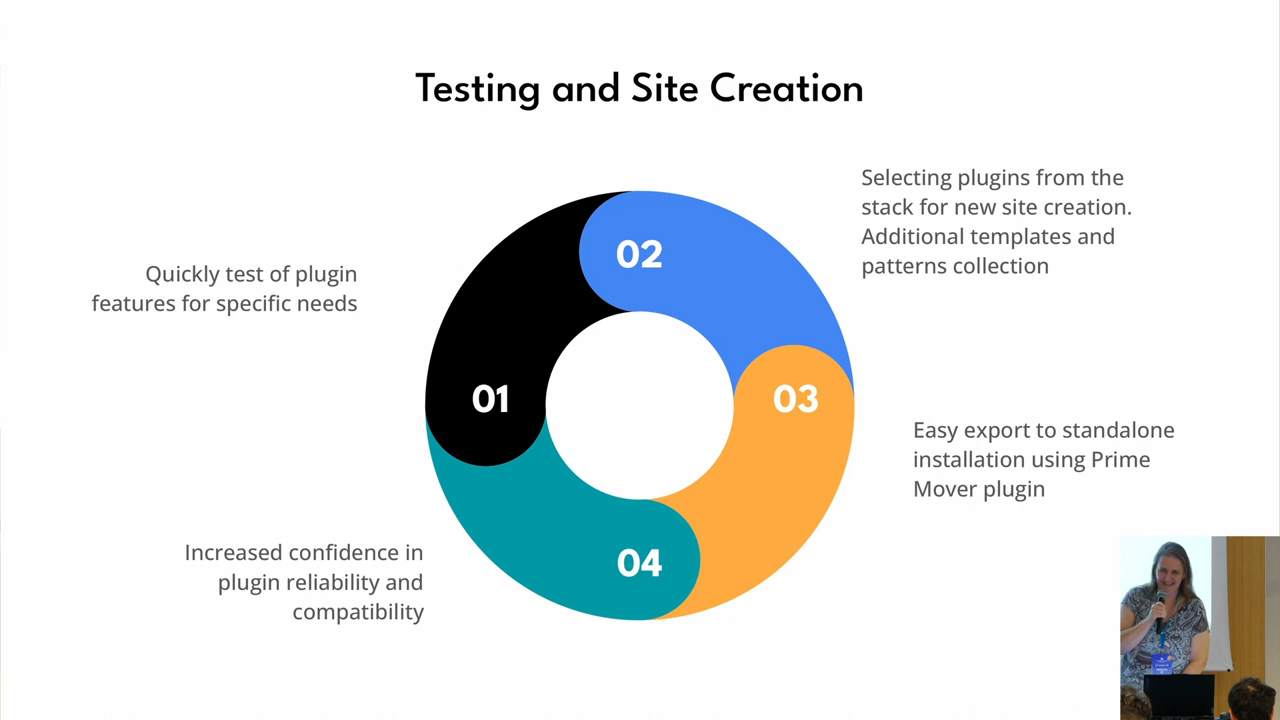 Testing and Site Creation
01
Quickly test of plugin
features for specific needs
02
Selecting plugins from the
stack for new site creation.
Additional templates and
patterns collection
03
Easy export to standalone
installation using Prime
Mover plugin
04
Increased confidence in
plugin reliability and
compatibility